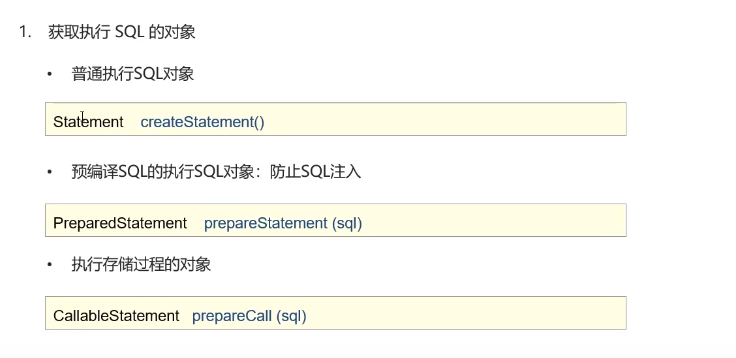 1. 获取执行 SQL 的对象
• 普通执行SQL对象
Statement createStatement()
• 预编译SQL的执行SQL对象：防止SQL注入
PreparedStatement prepareStatement (sql)
• 执行存储过程的对象
CallableStatement prepareCall (sql)